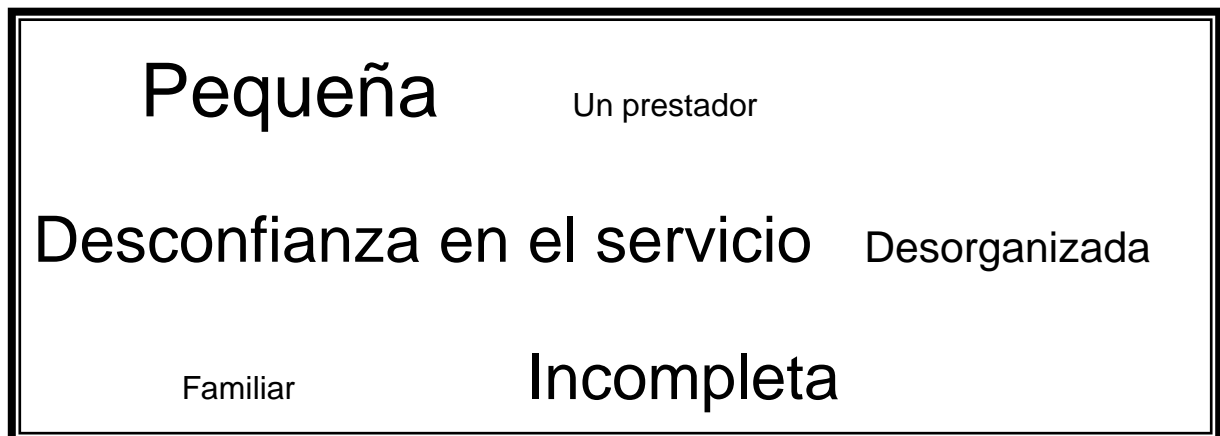 Pequeña Un prestador
Desconfianza en el servicio Desorganizada
Familiar Incompleta